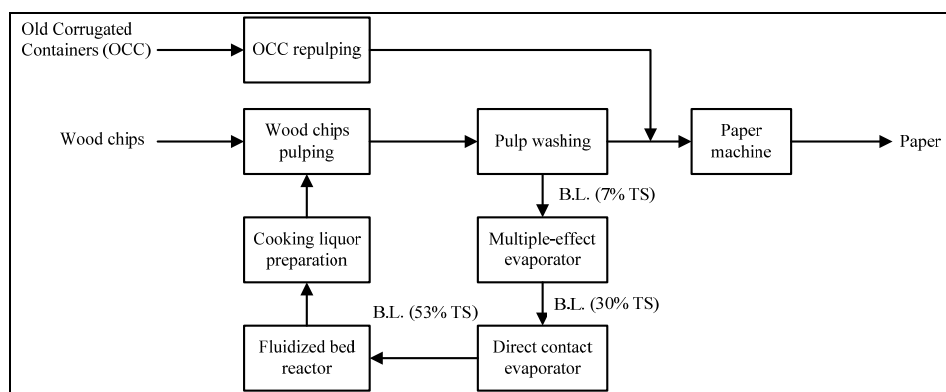 Old Corrugated
Containers (OCC)
OCC repulping
Wood chips
Wood chips
pulping
Pulp washing
Paper
machine
Paper
B.L. (7% TS)
Cooking liquor
preparation
Multiple-effect
evaporator
B.L. (53% TS)
B.L. (30% TS)
Fluidized bed
reactor
Direct contact
evaporator